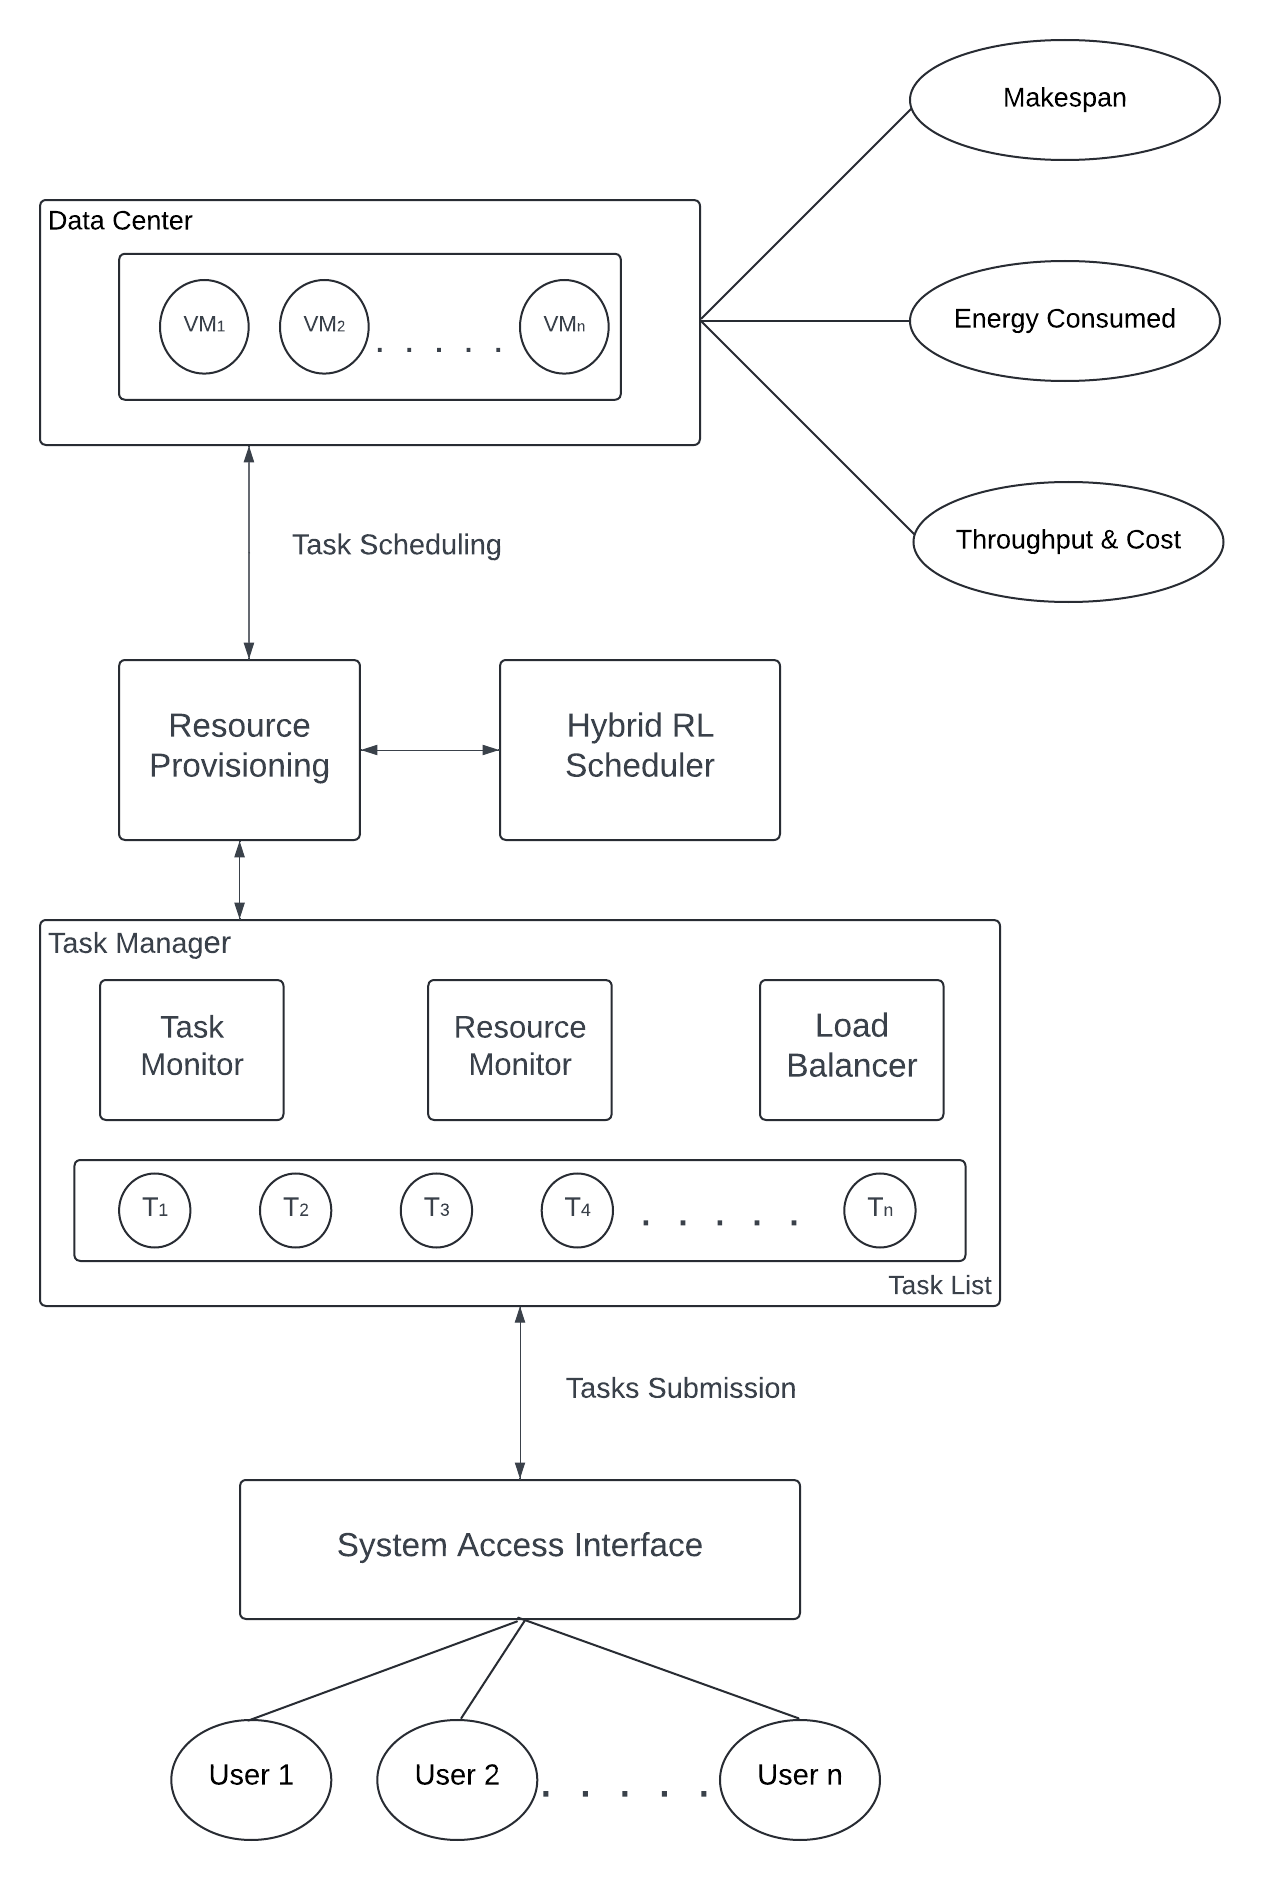 Makespan
Data Center
VM1 VM2 . . . . . VMn
Energy Consumed
Throughput & Cost
Task Scheduling
Resource
Provisioning
Hybrid RL
Scheduler
Task Manager
Task
Monitor
Resource
Monitor
Load
Balancer
T1 T2 T3 T4 . . . . . Tn
Task List
Tasks Submission
System Access Interface
User 1 User 2 . . . . . User n